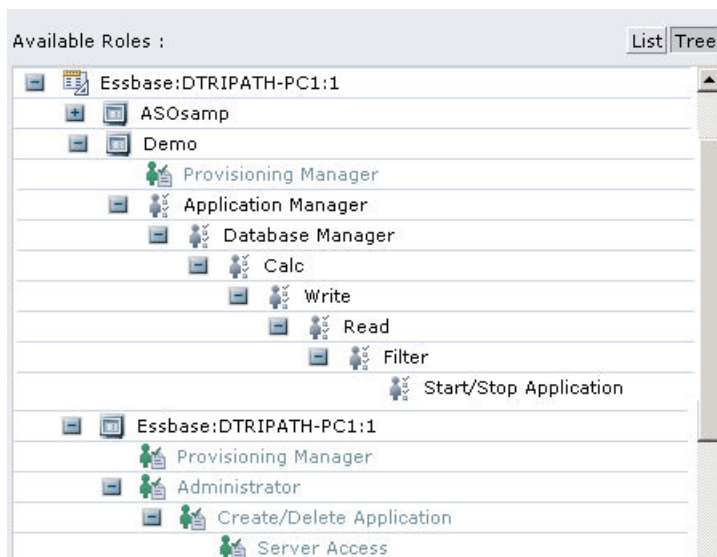 Available Roles :
List Tree
Essbase:DTRIPATH-PC1:1
ASOsamp
Demo
Provisioning Manager
Application Manager
Database Manager
Calc
Write
Read
Filter
Start/Stop Application
Essbase:DTRIPATH-PC1:1
Provisioning Manager
Administrator
Create/Delete Application
Server Access